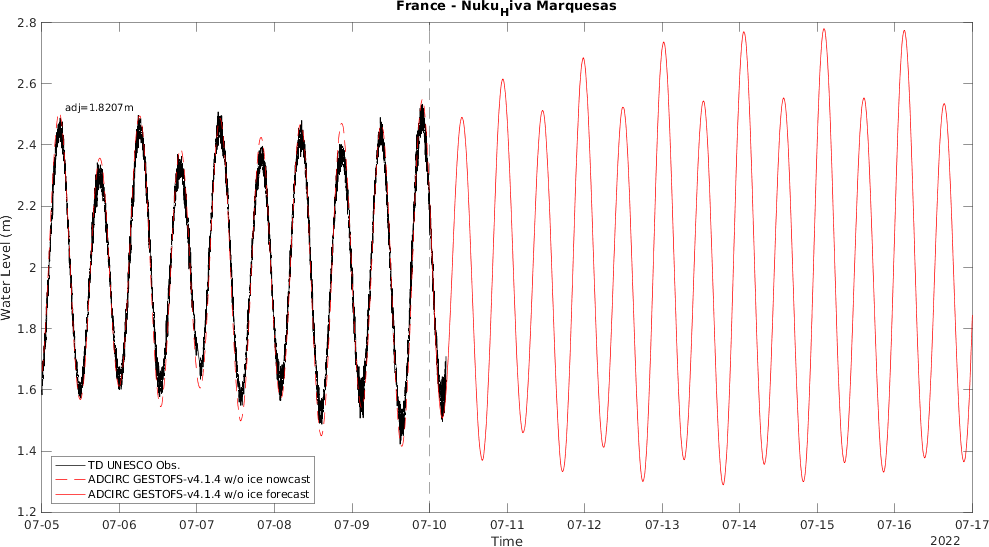 France - Nuku_Hiva Marquesas
2.8
2.6
2.4
2.2
2
1.8
1.6
1.4
1.2
Water Level (m)
adj=1.8207m
TD UNESCO Obs.
ADCIRC GESTOFS-v4.1.4 w/o ice nowcast
ADCIRC GESTOFS-v4.1.4 w/o ice forecast
07-05 07-06 07-07 07-08 07-09 07-10 07-11 07-12 07-13 07-14 07-15 07-16 07-17
Time
2022